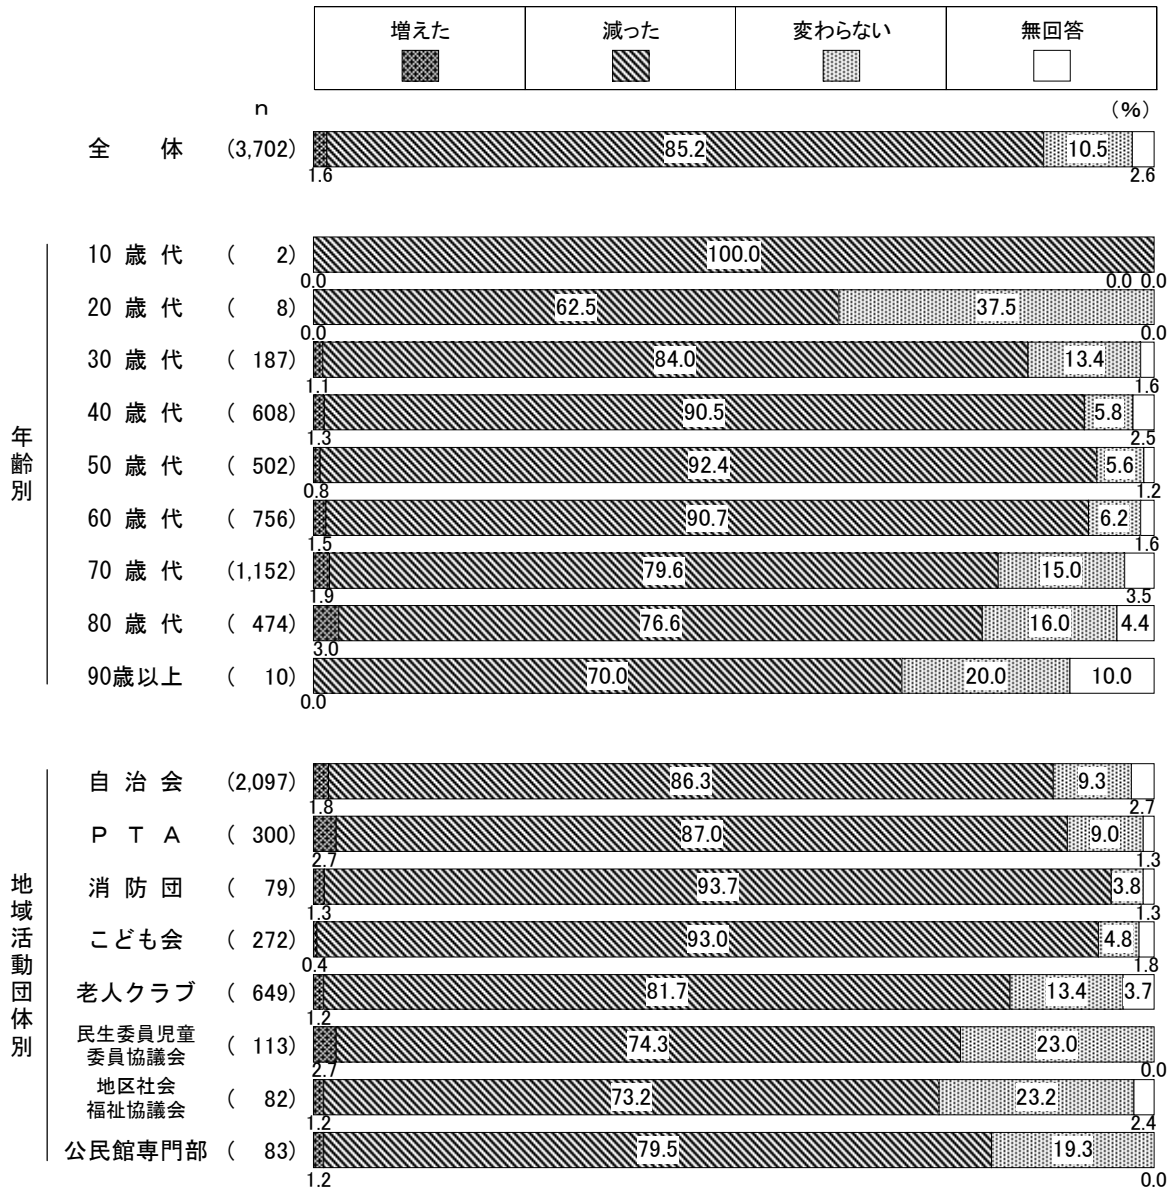 増えた 減った 変わらない 無回答
n (%)
全 体 (3,702) 85.2 10.5
1.6 2.6
年齢別
10 歳 代 ( 2) 100.0
0.0 0.0 0.0
20 歳 代 ( 8) 62.5 37.5
0.0 0.0
30 歳 代 ( 187) 84.0 13.4
1.1 1.6
40 歳 代 ( 608) 90.5 5.8
1.3 2.5
50 歳 代 ( 502) 92.4 5.6
0.8 1.2
60 歳 代 ( 756) 90.7 6.2
1.5 1.6
70 歳 代 (1,152) 79.6 15.0
1.9 3.5
80 歳 代 ( 474) 76.6 16.0 4.4
3.0
90歳以上 ( 10) 70.0 20.0 10.0
0.0
地域活動団体別
自 治 会 (2,097) 86.3 9.3
1.8 2.7
Ｐ Ｔ Ａ ( 300) 87.0 9.0
2.7 1.3
消 防 団 ( 79) 93.7 3.8
1.3 1.3
こども会 ( 272) 93.0 4.8
0.4 1.8
老人クラブ ( 649) 81.7 13.4 3.7
1.2
民生委員児童
委員協議会 ( 113) 74.3 23.0
2.7 0.0
地区社会
福祉協議会 ( 82) 73.2 23.2
1.2 2.4
公民館専門部 ( 83) 79.5 19.3
1.2 0.0